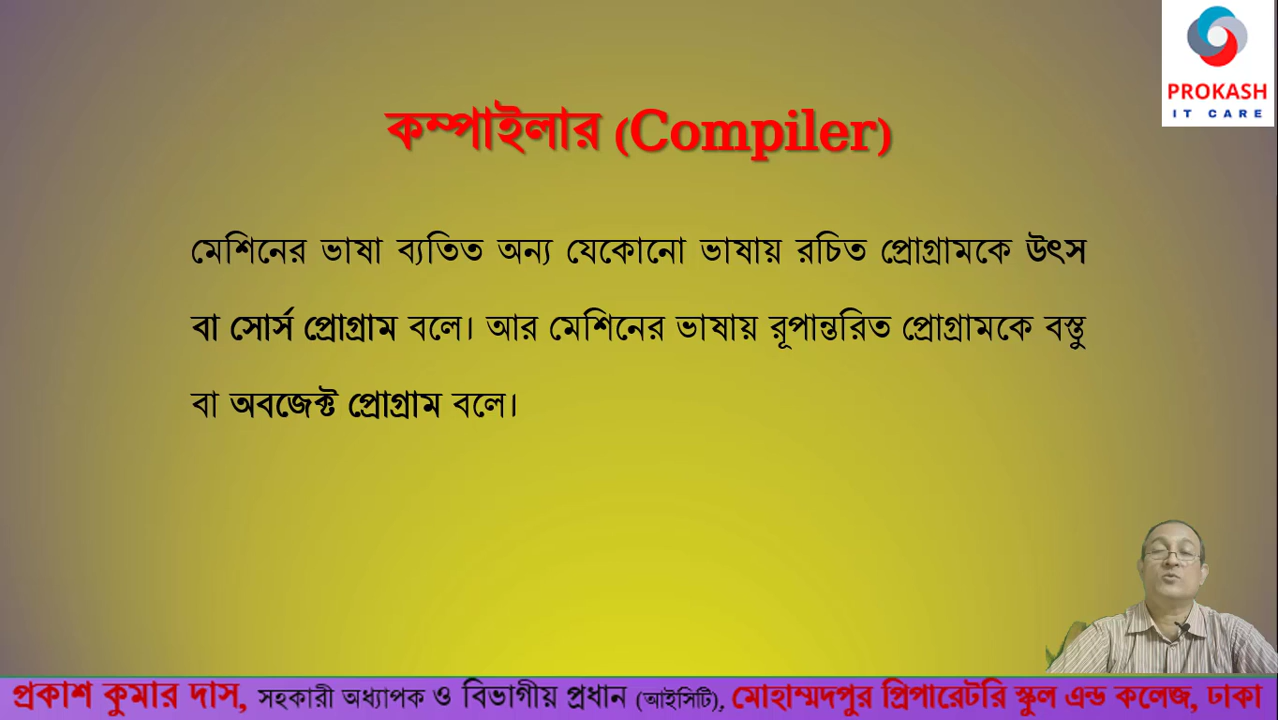 PROKASH
IT CARE
কম্পাইলার (Compiler)
মেশিনের ভাষা ব্যতিত অন্য যেকোনো ভাষায় রচিত প্রোগ্রামকে উৎস
বা সোর্স প্রোগ্রাম বলে। আর মেশিনের ভাষায় রূপান্তরিত প্রোগ্রামকে বস্তু
বা অবজেক্ট প্রোগ্রাম বলে।
প্রকাশ কুমার দাস, সহকারী অধ্যাপক ও বিভাগীয় প্রধান (আইসিটি), মোহাম্মদপুর প্রিপারেটরি স্কুল এন্ড কলেজ, ঢাকা